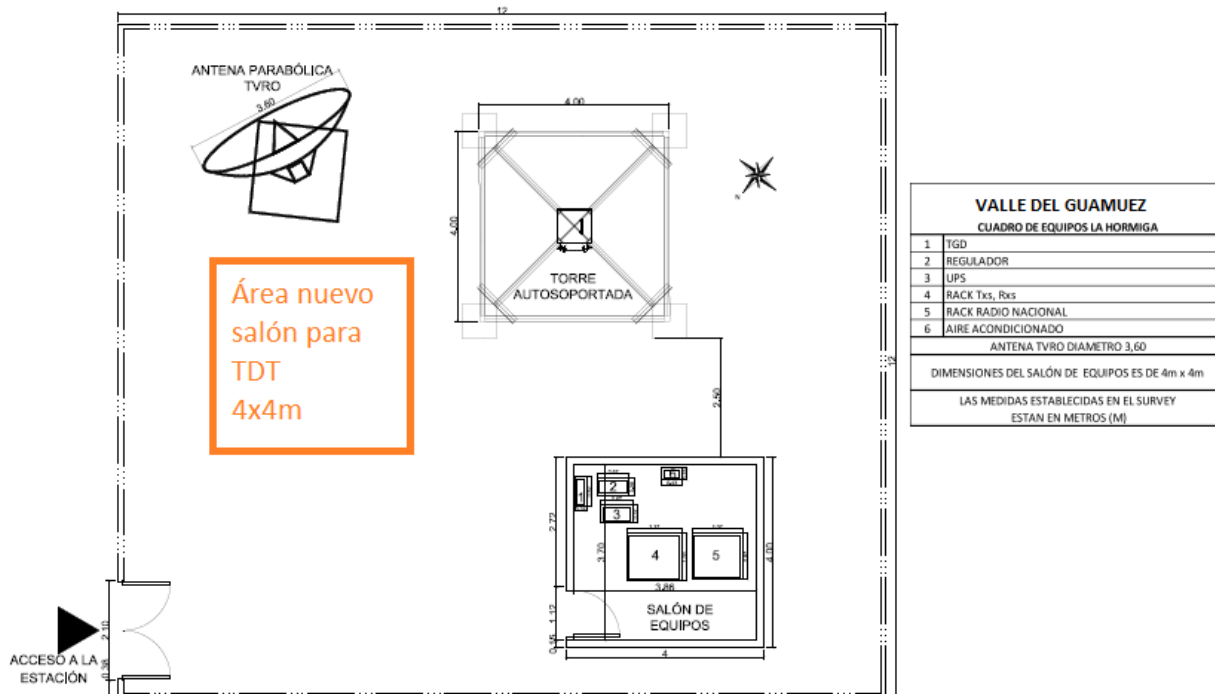 12
ANTENA PARABÓLICA
TVRO
3,60
4.00
4,00
N
TORRE
AUTOSOPORTADA
Área nuevo
salón para
TDT
4x4m
12
2,50
VALLE DEL GUAMUEZ
CUADRO DE EQUIPOS LA HORMIGA
1 TGD
2 REGULADOR
3 UPS
4 RACK Txs, Rxs
5 RACK RADIO NACIONAL
6 AIRE ACONDICIONADO
ANTENA TVRO DIAMETRO 3,60
DIMENSIONES DEL SALÓN DE EQUIPOS ES DE 4m x 4m
LAS MEDIDAS ESTABLECIDAS EN EL SURVEY
ESTAN EN METROS (M)
1
2
3
4
5
2,72
3,70
4,00
3,86
1,12
0,15
SALÓN DE
EQUIPOS
4
2,10
0,38
ACCESO A LA
ESTACIÓN